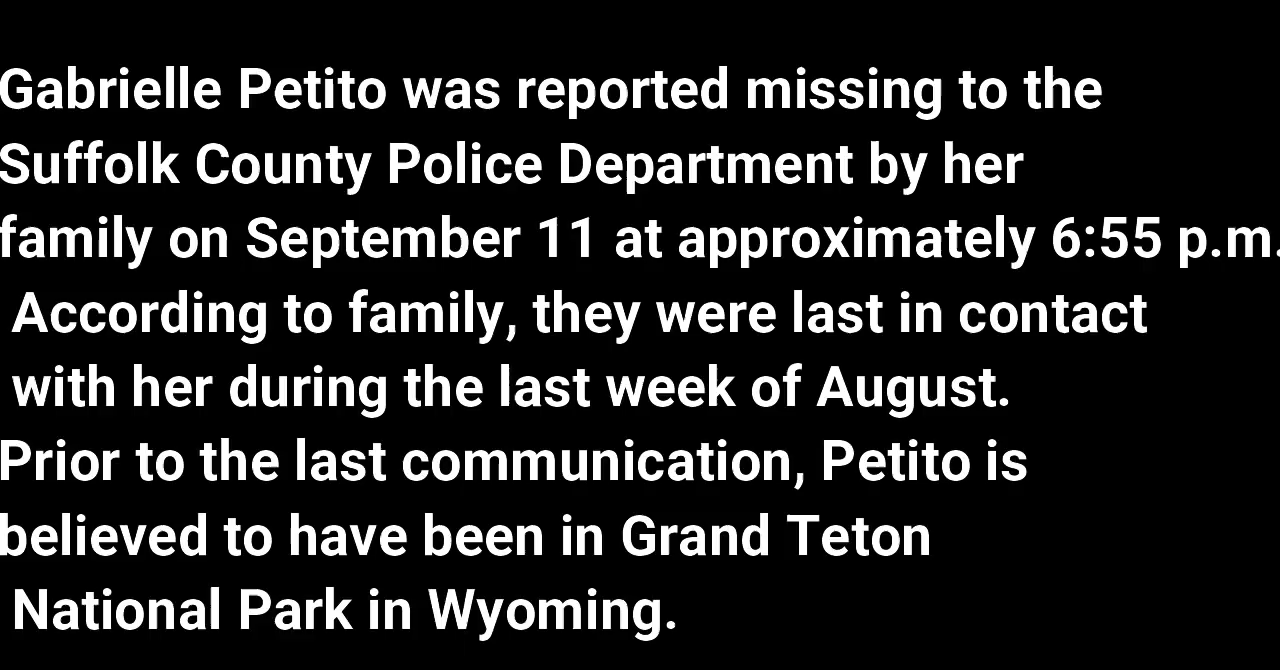 Gabrielle Petito was reported missing to the
Suffolk County Police Department by her
family on September 11 at approximately 6:55 p.m.
According to family, they were last in contact
with her during the last week of August.
Prior to the last communication, Petito is
believed to have been in Grand Teton
National Park in Wyoming.